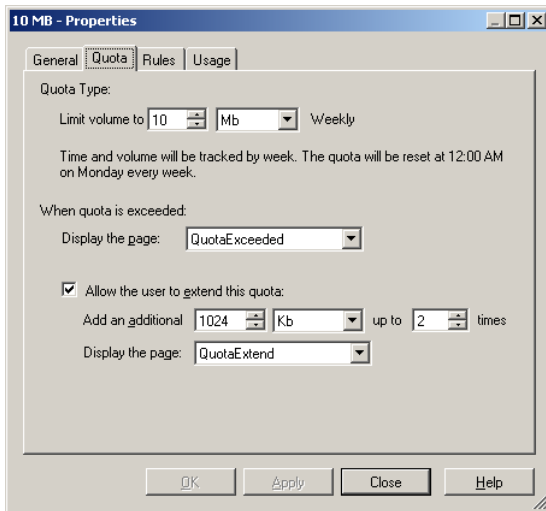 10 MB - Properties
General Quota Rules Usage
Quota Type:
Limit volume to 10 Mb Weekly
Time and volume will be tracked by week. The quota will be reset at 12:00 AM
on Monday every week.
When quota is exceeded:
Display the page: QuotaExceeded
Allow the user to extend this quota:
Add an additional 1024 Kb up to 2 times
Display the page: QuotaExtend
OK Apply Close Help